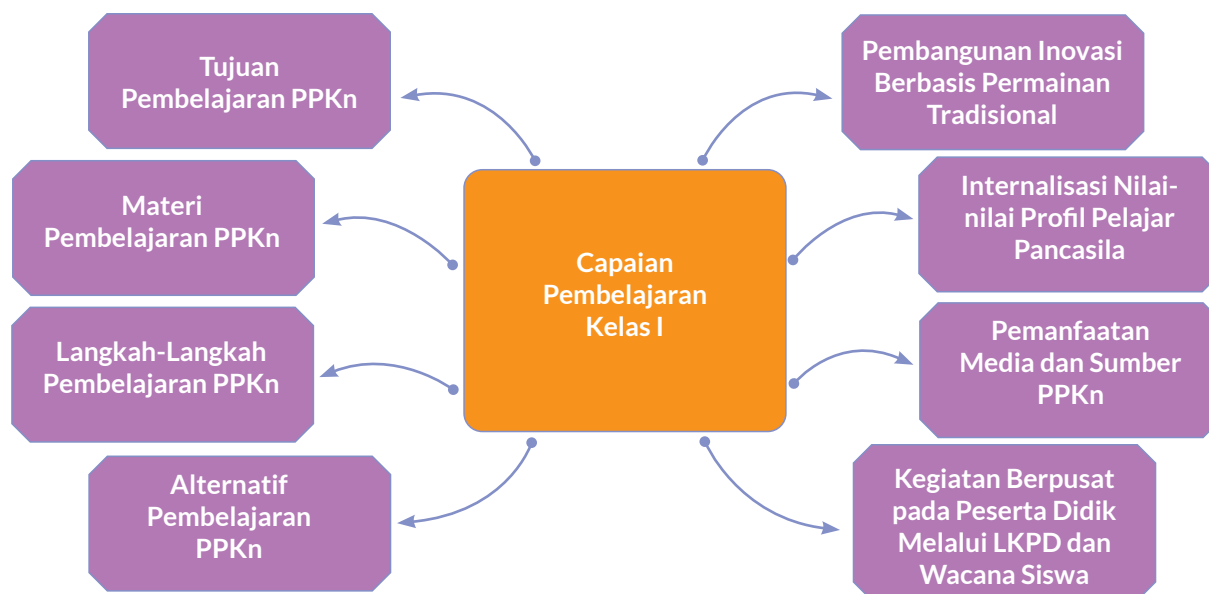 Tujuan
Pembelajaran PPKn
Materi
Pembelajaran PPKn
Langkah-Langkah
Pembelajaran PPKn
Alternatif
Pembelajaran
PPKn
Capaian
Pembelajaran
Kelas I
Pembangunan Inovasi
Berbasis Permainan
Tradisional
Internalisasi Nilai-
nilai Profil Pelajar
Pancasila
Pemanfaatan
Media dan Sumber
PPKn
Kegiatan Berpusat
pada Peserta Didik
Melalui LKPD dan
Wacana Siswa